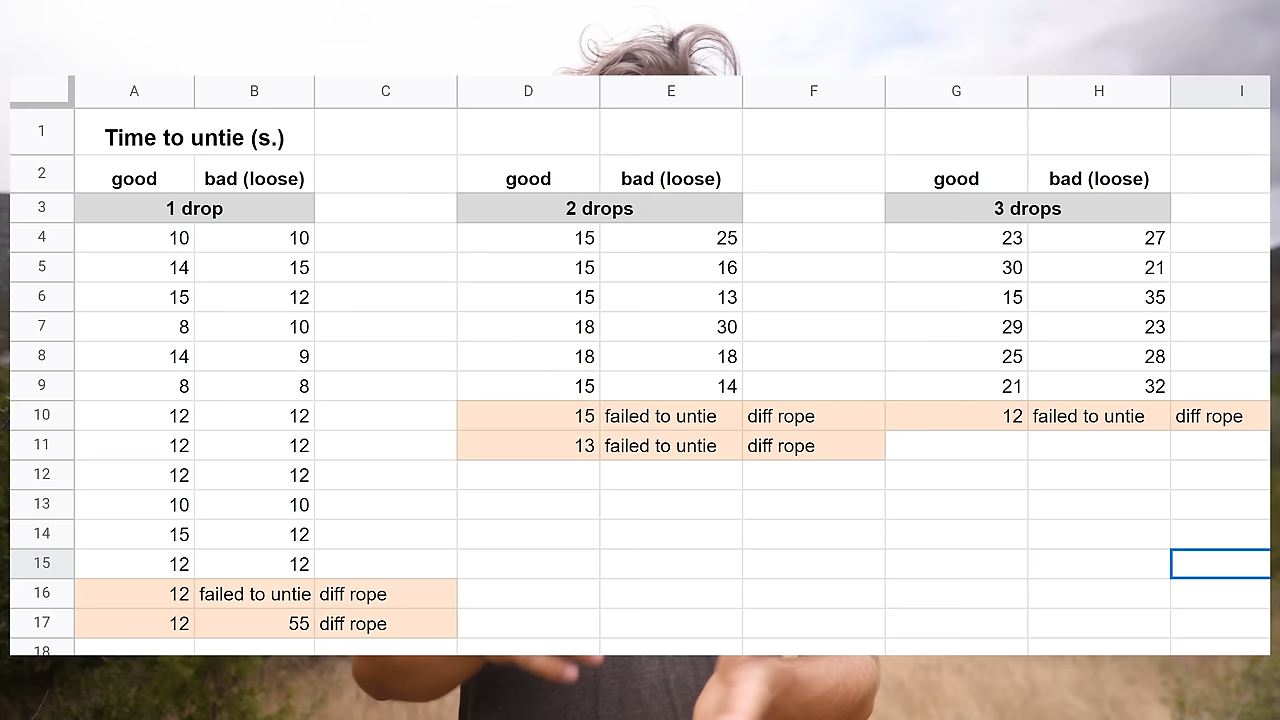 A B C D E F G H I
1 Time to untie (s.)
2 good bad (loose) good bad (loose) good bad (loose)
3 1 drop 2 drops 3 drops
4 10 10 15 25 23 27
5 14 15 15 16 30 21
6 15 12 15 13 15 35
7 8 10 18 30 29 23
8 14 9 18 18 25 28
9 8 8 15 14 21 32
10 12 12 15 failed to untie diff rope 12 failed to untie diff rope
11 12 12 13 failed to untie diff rope
12 12 12
13 10 10
14 15 12
15 12 12
16 12 failed to untie diff rope
17 12 55 diff rope
18